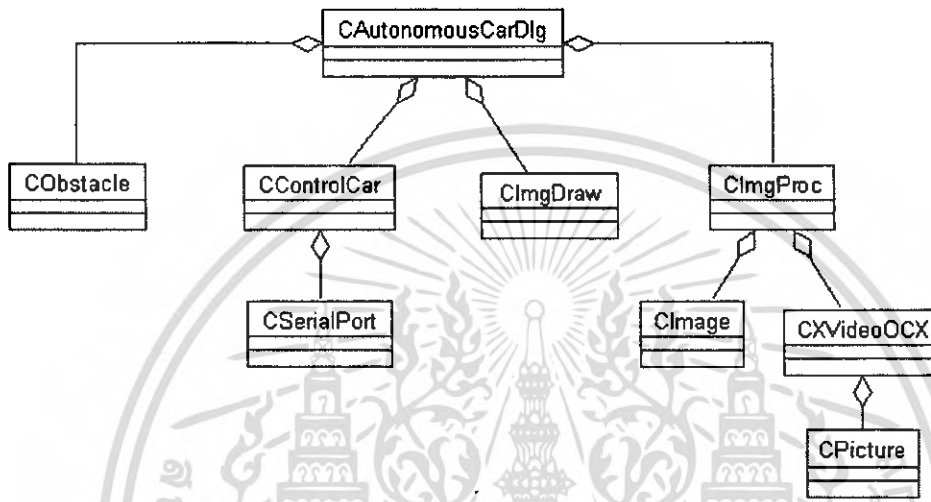 CAutonomousCarDlg
CObstacle
CControlCar
CImgDraw
CImgProc
CSerialPort
CImage
CXVideoOCX
CPicture